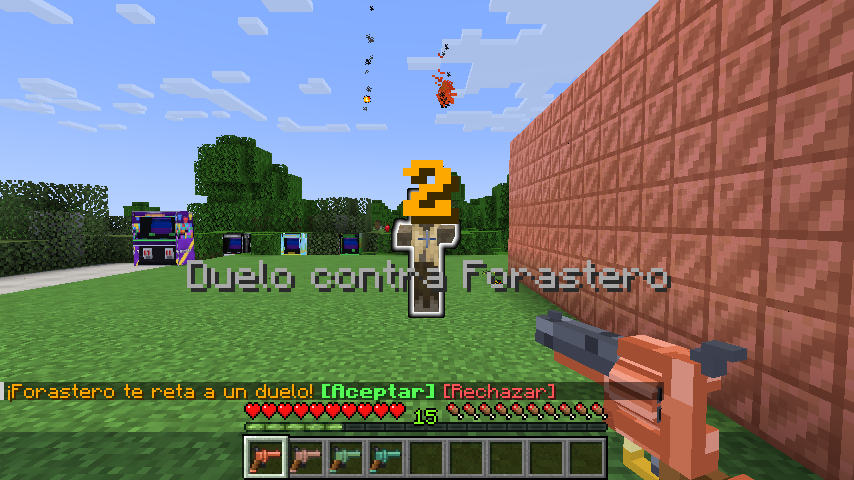 2
Duelo contra Forastero
¡Forastero te reta a un duelo! [Aceptar] [Rechazar]
15